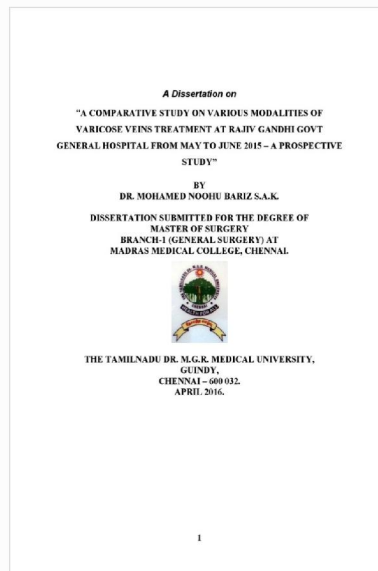 A Dissertation on
"A COMPARATIVE STUDY ON VARIOUS MODALITIES OF
VARICOSE VEINS TREATMENT AT RAJIV GANDHI GOVT
GENERAL HOSPITAL FROM MAY TO JUNE 2015 – A PROSPECTIVE
STUDY"
BY
DR. MOHAMED NOOHU BARIZ S.A.K.
DISSERTATION SUBMITTED FOR THE DEGREE OF
MASTER OF SURGERY
BRANCH-1 (GENERAL SURGERY) AT
MADRAS MEDICAL COLLEGE, CHENNAI.
THE TAMILNADU DR. M.G.R. MEDICAL UNIVERSITY,
GUINDY,
CHENNAI – 600 032.
APRIL 2016.
1